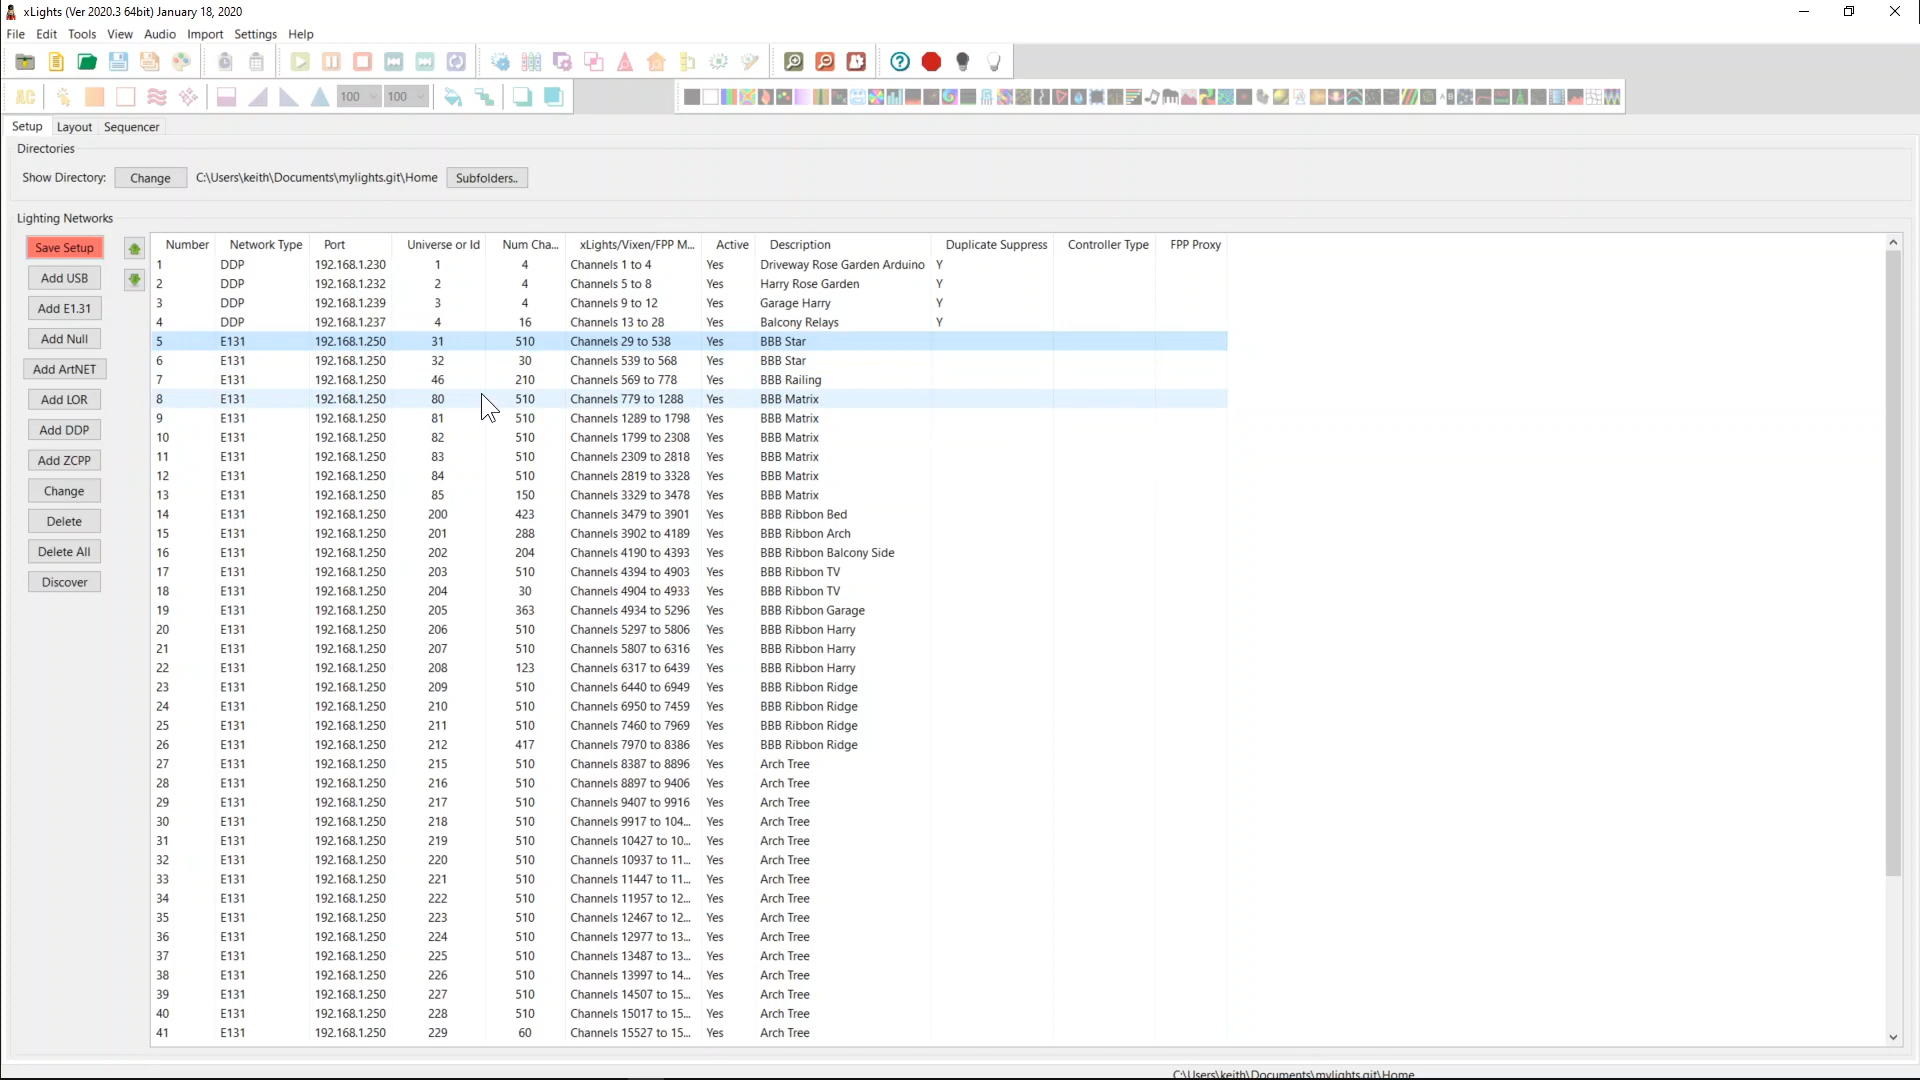 xLights (Ver 2020.3 64bit) January 18, 2020
File Edit Tools View Audio Import Settings Help
AC 100 100
Setup Layout Sequencer
Directories
Show Directory: Change C:\Users\keith\Documents\mylights.git\Home Subfolders..
Lighting Networks
Save Setup
Add USB
Add E1.31
Add Null
Add ArtNET
Add LOR
Add DDP
Add ZCPP
Change
Delete
Delete All
Discover
Number Network Type Port Universe or Id Num Cha... xLights/Vixen/FPP M... Active Description Duplicate Suppress Controller Type FPP Proxy
1 DDP 192.168.1.230 1 4 Channels 1 to 4 Yes Driveway Rose Garden Arduino Y
2 DDP 192.168.1.232 2 4 Channels 5 to 8 Yes Harry Rose Garden Y
3 DDP 192.168.1.239 3 4 Channels 9 to 12 Yes Garage Harry Y
4 DDP 192.168.1.237 4 16 Channels 13 to 28 Yes Balcony Relays Y
5 E131 192.168.1.250 31 510 Channels 29 to 538 Yes BBB Star
6 E131 192.168.1.250 32 30 Channels 539 to 568 Yes BBB Star
7 E131 192.168.1.250 46 210 Channels 569 to 778 Yes BBB Railing
8 E131 192.168.1.250 80 510 Channels 779 to 1288 Yes BBB Matrix
9 E131 192.168.1.250 81 510 Channels 1289 to 1798 Yes BBB Matrix
10 E131 192.168.1.250 82 510 Channels 1799 to 2308 Yes BBB Matrix
11 E131 192.168.1.250 83 510 Channels 2309 to 2818 Yes BBB Matrix
12 E131 192.168.1.250 84 510 Channels 2819 to 3328 Yes BBB Matrix
13 E131 192.168.1.250 85 150 Channels 3329 to 3478 Yes BBB Matrix
14 E131 192.168.1.250 200 423 Channels 3479 to 3901 Yes BBB Ribbon Bed
15 E131 192.168.1.250 201 288 Channels 3902 to 4189 Yes BBB Ribbon Arch
16 E131 192.168.1.250 202 204 Channels 4190 to 4393 Yes BBB Ribbon Balcony Side
17 E131 192.168.1.250 203 510 Channels 4394 to 4903 Yes BBB Ribbon TV
18 E131 192.168.1.250 204 30 Channels 4904 to 4933 Yes BBB Ribbon TV
19 E131 192.168.1.250 205 363 Channels 4934 to 5296 Yes BBB Ribbon Garage
20 E131 192.168.1.250 206 510 Channels 5297 to 5806 Yes BBB Ribbon Harry
21 E131 192.168.1.250 207 510 Channels 5807 to 6316 Yes BBB Ribbon Harry
22 E131 192.168.1.250 208 123 Channels 6317 to 6439 Yes BBB Ribbon Harry
23 E131 192.168.1.250 209 510 Channels 6440 to 6949 Yes BBB Ribbon Ridge
24 E131 192.168.1.250 210 510 Channels 6950 to 7459 Yes BBB Ribbon Ridge
25 E131 192.168.1.250 211 510 Channels 7460 to 7969 Yes BBB Ribbon Ridge
26 E131 192.168.1.250 212 417 Channels 7970 to 8386 Yes BBB Ribbon Ridge
27 E131 192.168.1.250 215 510 Channels 8387 to 8896 Yes Arch Tree
28 E131 192.168.1.250 216 510 Channels 8897 to 9406 Yes Arch Tree
29 E131 192.168.1.250 217 510 Channels 9407 to 9916 Yes Arch Tree
30 E131 192.168.1.250 218 510 Channels 9917 to 104... Yes Arch Tree
31 E131 192.168.1.250 219 510 Channels 10427 to 10... Yes Arch Tree
32 E131 192.168.1.250 220 510 Channels 10937 to 11... Yes Arch Tree
33 E131 192.168.1.250 221 510 Channels 11447 to 11... Yes Arch Tree
34 E131 192.168.1.250 222 510 Channels 11957 to 12... Yes Arch Tree
35 E131 192.168.1.250 223 510 Channels 12467 to 12... Yes Arch Tree
36 E131 192.168.1.250 224 510 Channels 12977 to 13... Yes Arch Tree
37 E131 192.168.1.250 225 510 Channels 13487 to 13... Yes Arch Tree
38 E131 192.168.1.250 226 510 Channels 13997 to 14... Yes Arch Tree
39 E131 192.168.1.250 227 510 Channels 14507 to 15... Yes Arch Tree
40 E131 192.168.1.250 228 510 Channels 15017 to 15... Yes Arch Tree
41 E131 192.168.1.250 229 60 Channels 15527 to 15... Yes Arch Tree
C:\Users\keith\Documents\mylights.git\Home